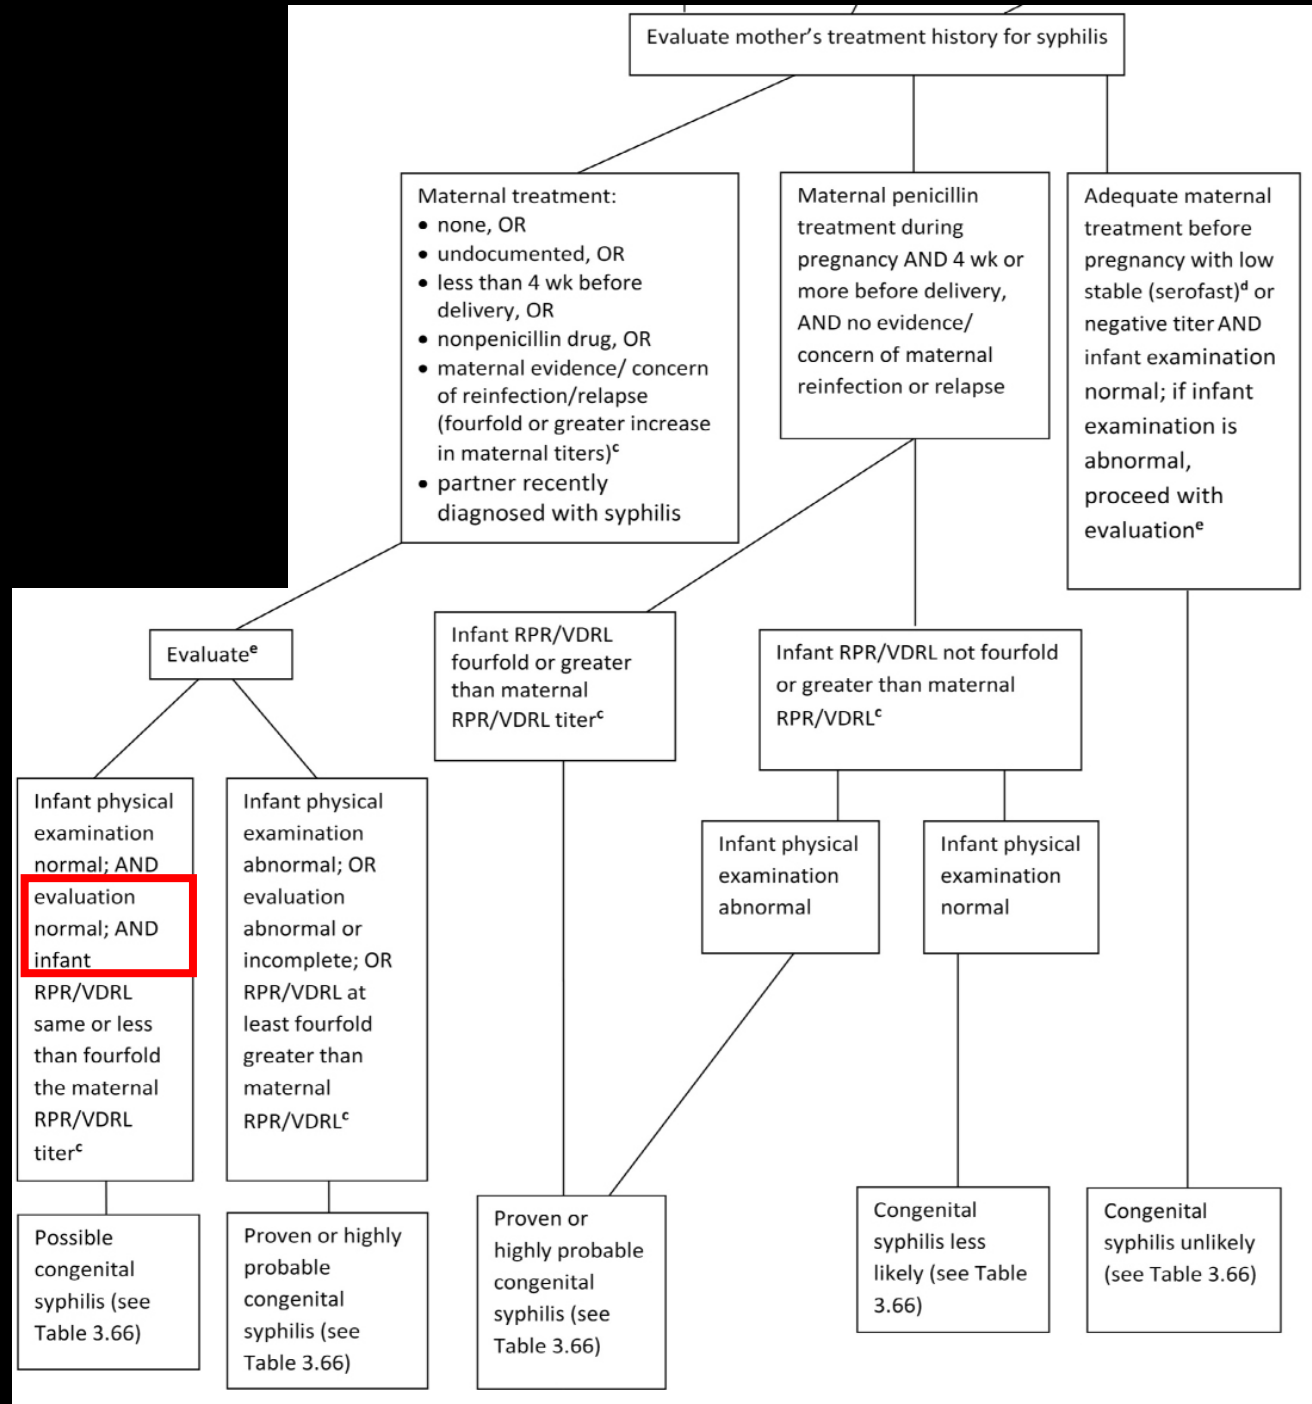 Evaluate mother’s treatment history for syphilis
Maternal treatment:
• none, OR
• undocumented, OR
• less than 4 wk before
delivery, OR
• nonpenicillin drug, OR
• maternal evidence/ concern
of reinfection/relapse
(fourfold or greater increase
in maternal titers)ᶜ
• partner recently
diagnosed with syphilis
Maternal penicillin
treatment during
pregnancy AND 4 wk or
more before delivery,
AND no evidence/
concern of maternal
reinfection or relapse
Adequate maternal
treatment before
pregnancy with low
stable (serofast)ᵈ or
negative titer AND
infant examination
normal; if infant
examination is
abnormal,
proceed with
evaluationᵉ
Evaluateᵉ
Infant RPR/VDRL
fourfold or greater
than maternal
RPR/VDRL titerᶜ
Infant RPR/VDRL not fourfold
or greater than maternal
RPR/VDRLᶜ
Infant physical
examination
normal; AND
evaluation
normal; AND
infant
RPR/VDRL
same or less
than fourfold
the maternal
RPR/VDRL
titerᶜ
Infant physical
examination
abnormal; OR
evaluation
abnormal or
incomplete; OR
RPR/VDRL at
least fourfold
greater than
maternal
RPR/VDRLᶜ
Infant physical
examination
abnormal
Infant physical
examination
normal
Possible
congenital
syphilis (see
Table 3.66)
Proven or highly
probable
congenital
syphilis (see
Table 3.66)
Proven or
highly probable
congenital
syphilis (see
Table 3.66)
Congenital
syphilis less
likely (see Table
3.66)
Congenital
syphilis unlikely
(see Table 3.66)